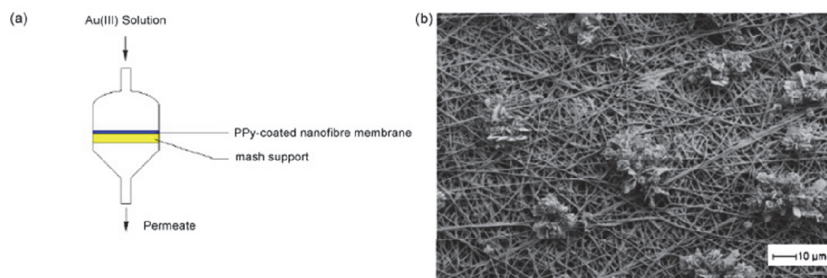 (a)
Au(III) Solution
PPy-coated nanofibre membrane
mash support
Permeate
(b)
10 µm